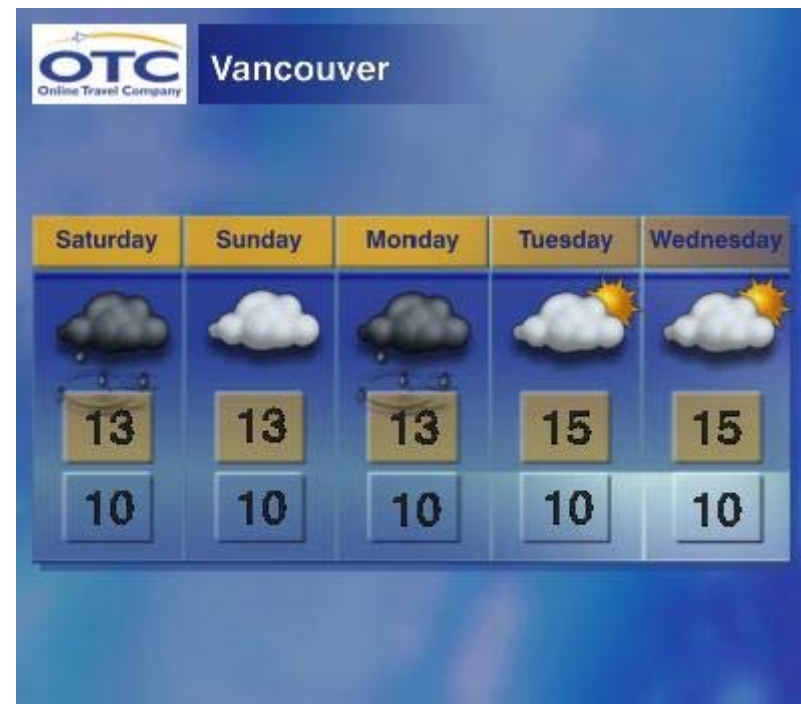 OTC
Online Travel Company
Vancouver
Saturday Sunday Monday Tuesday Wednesday
13 13 13 15 15
10 10 10 10 10